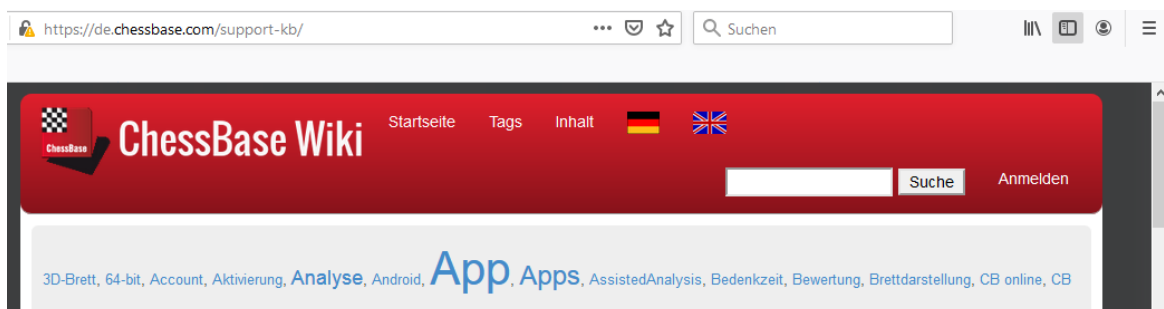 https://de.chessbase.com/support-kb/
Suchen
ChessBase
ChessBase Wiki
Startseite Tags Inhalt
Suche Anmelden
3D-Brett, 64-bit, Account, Aktivierung, Analyse, Android, App, Apps, AssistedAnalysis, Bedenkzeit, Bewertung, Brettdarstellung, CB online, CB